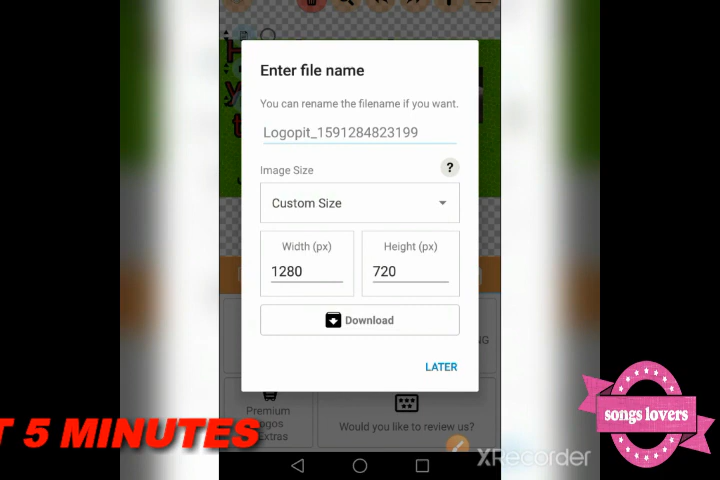 Enter file name
You can rename the filename if you want.
Logopit_1591284823199
Image Size
?
Custom Size
Width (px)
Height (px)
1280
720
Download
LATER
Premium
Extras
Would you like to review us?
T 5 MINUTES
songs lovers
XRecorder